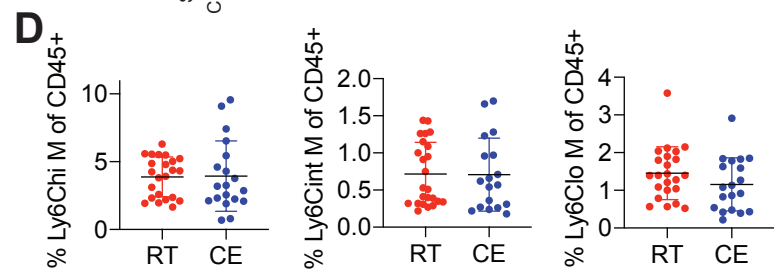 D
% Ly6Chi M of CD45+
10
5
0
RT CE
% Ly6Cint M of CD45+
2.0
1.5
1.0
0.5
0.0
RT CE
% Ly6Clo M of CD45+
4
3
2
1
0
RT CE